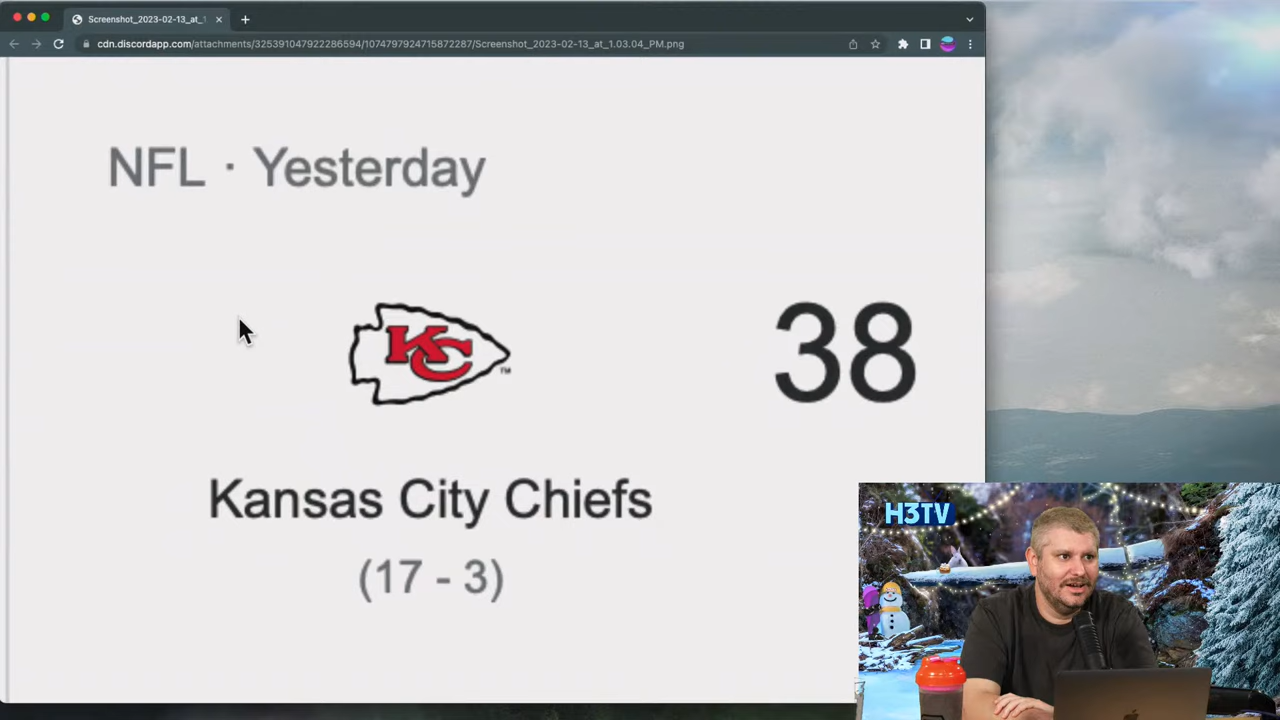 Screenshot_2023-02-13_at_1
cdn.discordapp.com/attachments/325391047922286594/1074797924715872287/Screenshot_2023-02-13_at_1.03.04_PM.png
NFL · Yesterday
KC
TM
38
Kansas City Chiefs
(17 - 3)
H3TV